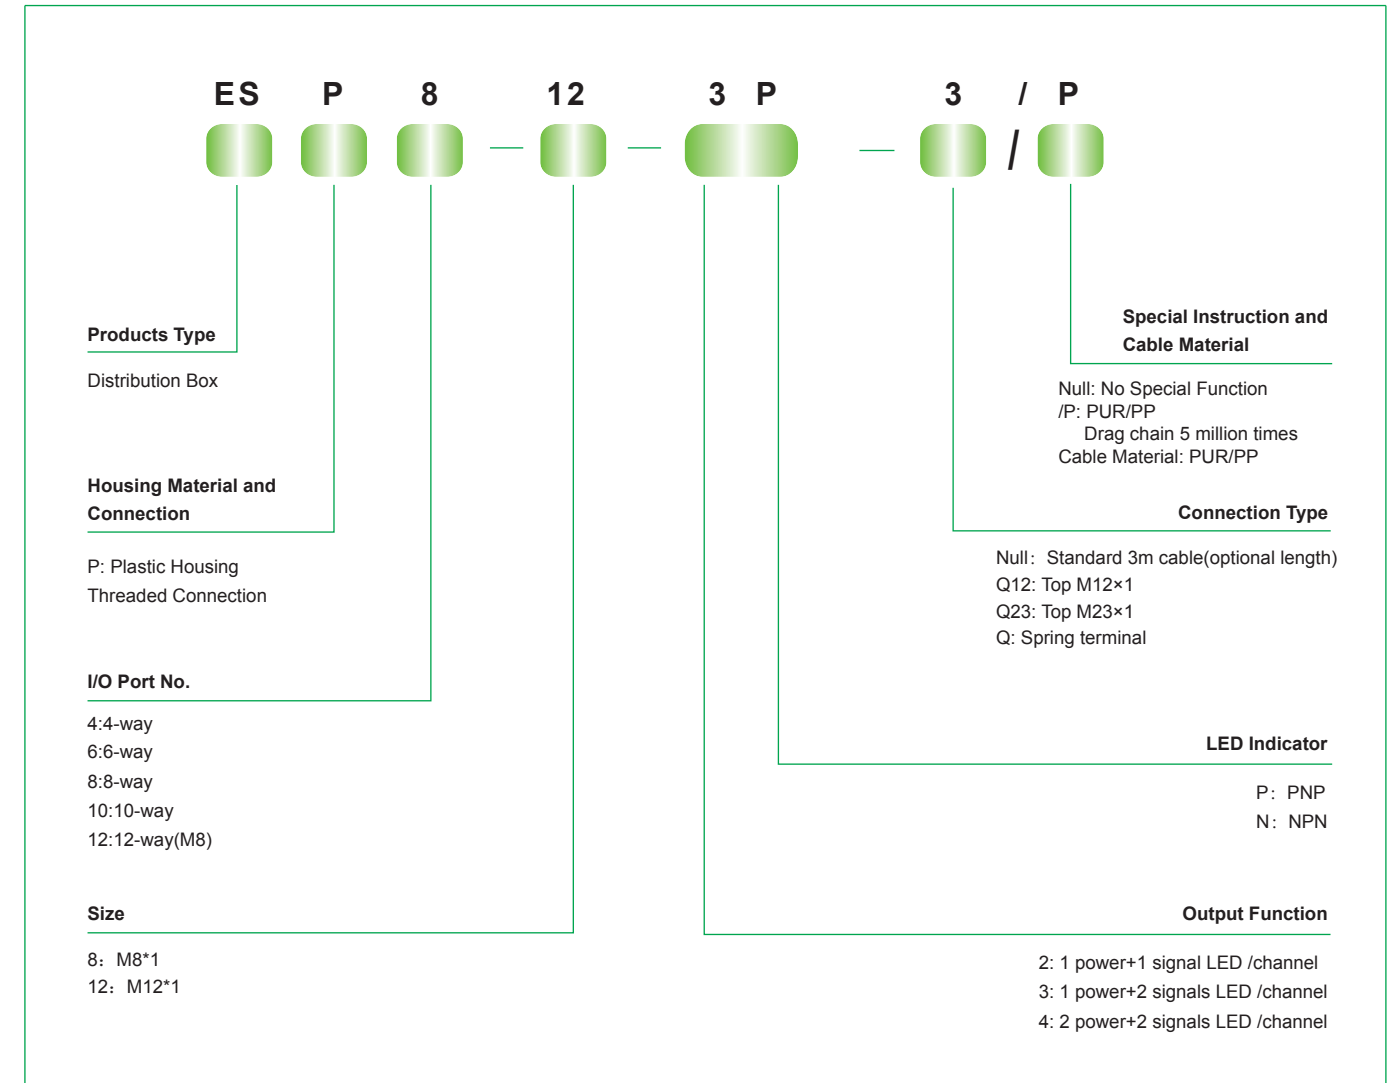 ES P 8 12 3 P 3 / P
— — — /
Products Type
Distribution Box
Housing Material and
Connection
P: Plastic Housing
Threaded Connection
I/O Port No.
4:4-way
6:6-way
8:8-way
10:10-way
12:12-way(M8)
Size
8：M8*1
12：M12*1
Special Instruction and
Cable Material
Null: No Special Function
/P: PUR/PP
Drag chain 5 million times
Cable Material: PUR/PP
Connection Type
Null：Standard 3m cable(optional length)
Q12: Top M12×1
Q23: Top M23×1
Q: Spring terminal
LED Indicator
P：PNP
N：NPN
Output Function
2: 1 power+1 signal LED /channel
3: 1 power+2 signals LED /channel
4: 2 power+2 signals LED /channel